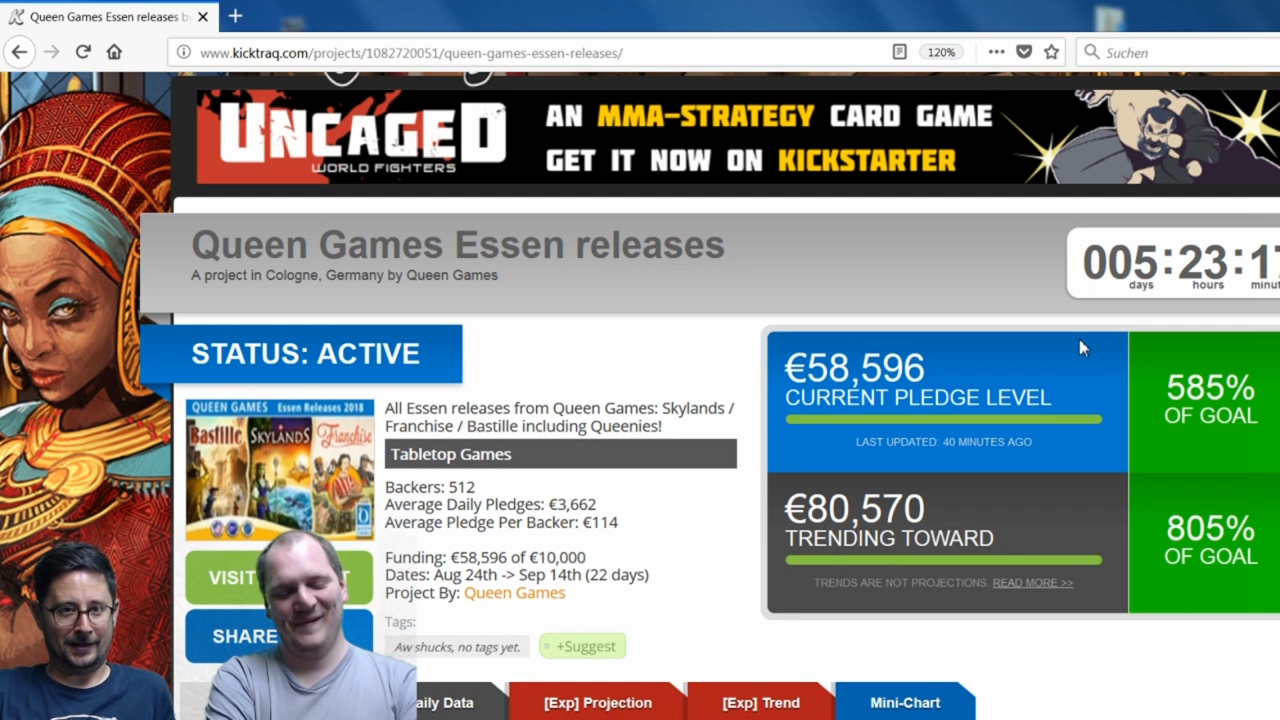 Queen Games Essen releases b
www.kicktraq.com/projects/1082720051/queen-games-essen-releases/
120%
Suchen
UNCAGED
WORLD FIGHTERS
AN MMA-STRATEGY CARD GAME
GET IT NOW ON KICKSTARTER
Queen Games Essen releases
A project in Cologne, Germany by Queen Games
005:23:17
days hours minut
STATUS: ACTIVE
€58,596
CURRENT PLEDGE LEVEL
LAST UPDATED: 40 MINUTES AGO
585%
OF GOAL
€80,570
TRENDING TOWARD
TRENDS ARE NOT PROJECTIONS. READ MORE >>
805%
OF GOAL
QUEEN GAMES Essen Releases 2018
Bastille SKYLANDS Franchise
All Essen releases from Queen Games: Skylands /
Franchise / Bastille including Queenies!
Tabletop Games
Backers: 512
Average Daily Pledges: €3,662
Average Pledge Per Backer: €114
Funding: €58,596 of €10,000
Dates: Aug 24th -> Sep 14th (22 days)
Project By: Queen Games
Tags:
Aw shucks, no tags yet. +Suggest
VISIT T
SHARE
aily Data
[Exp] Projection
[Exp] Trend
Mini-Chart